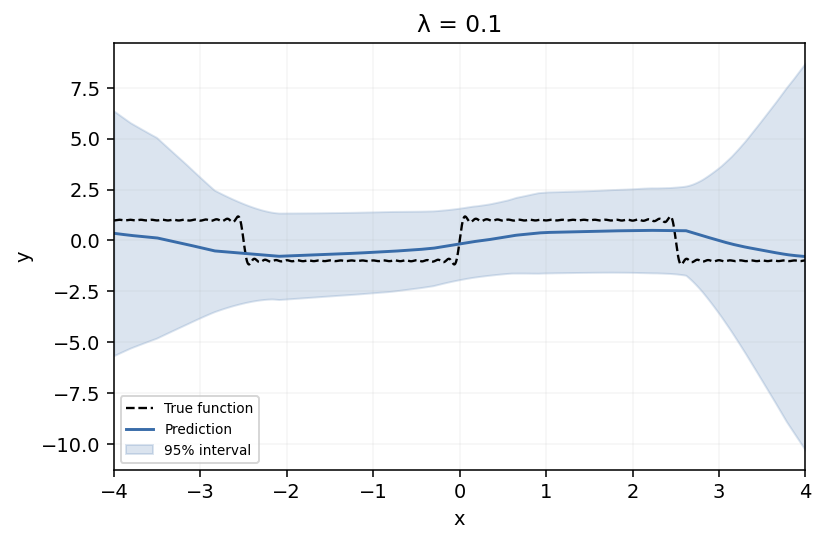 λ = 0.1
y
7.5
5.0
2.5
0.0
−2.5
−5.0
−7.5
−10.0
True function
Prediction
95% interval
−4 −3 −2 −1 0 1 2 3 4
x